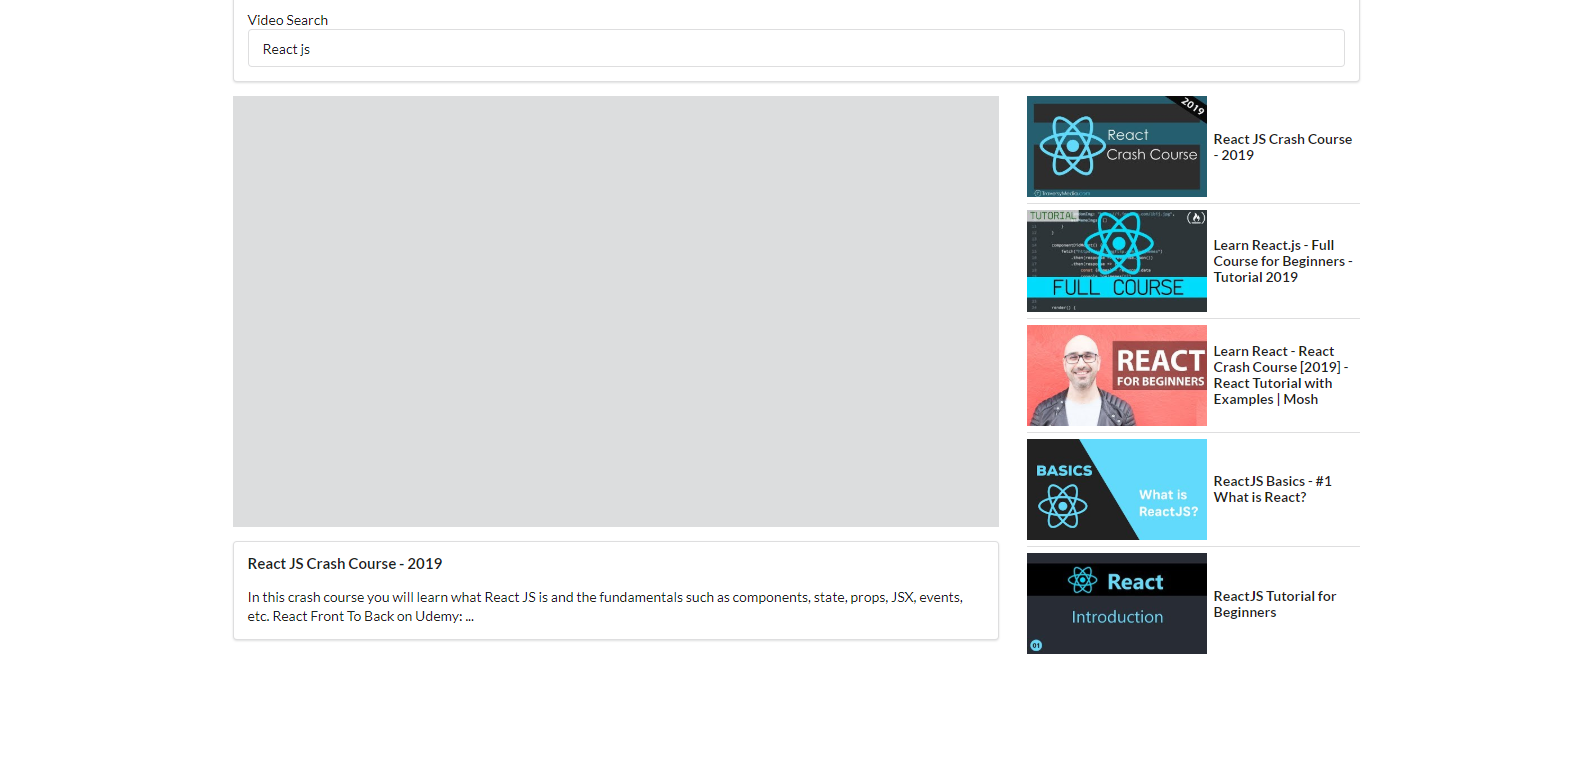 Video Search
React js
2019
React
Crash Course
TraversyMedia.com
React JS Crash Course
- 2019
TUTORIAL
FULL COURSE
render() {
Learn React.js - Full
Course for Beginners -
Tutorial 2019
REACT
FOR BEGINNERS
Learn React - React
Crash Course [2019] -
React Tutorial with
Examples | Mosh
BASICS
What is
ReactJS?
ReactJS Basics - #1
What is React?
React
Introduction
01
ReactJS Tutorial for
Beginners
React JS Crash Course - 2019
In this crash course you will learn what React JS is and the fundamentals such as components, state, props, JSX, events,
etc. React Front To Back on Udemy: ...